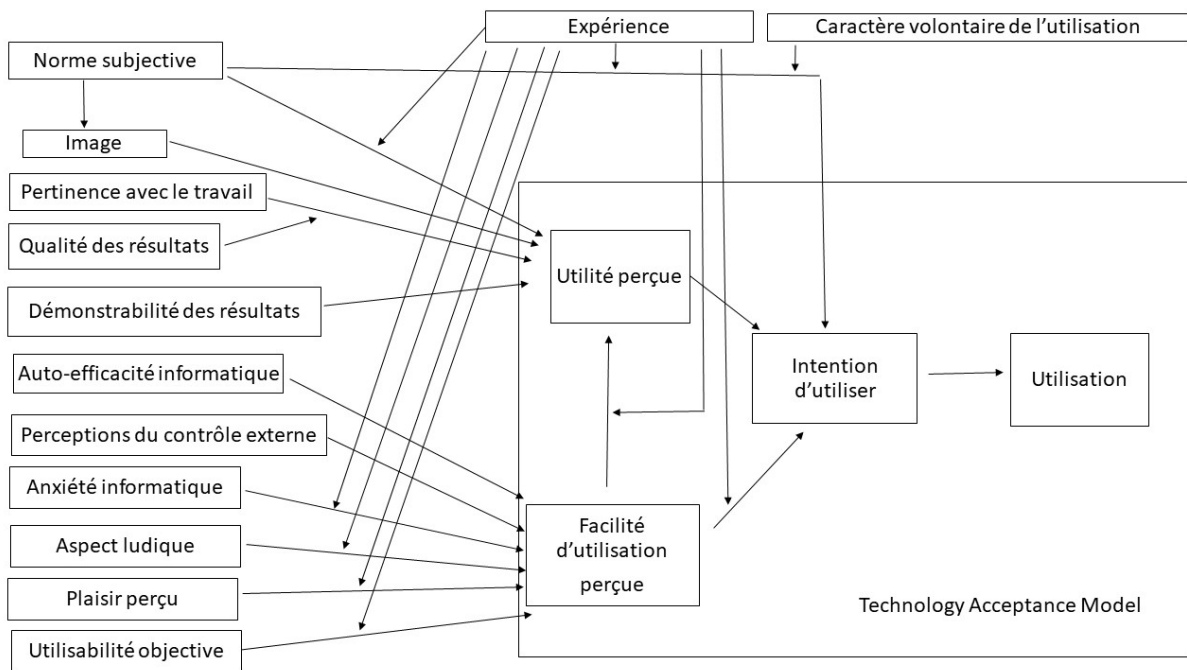 Expérience
Caractère volontaire de l’utilisation
Norme subjective
Image
Pertinence avec le travail
Qualité des résultats
Démonstrabilité des résultats
Auto-efficacité informatique
Perceptions du contrôle externe
Anxiété informatique
Aspect ludique
Plaisir perçu
Utilisabilité objective
Utilité perçue
Facilité
d’utilisation
perçue
Intention
d’utiliser
Utilisation
Technology Acceptance Model